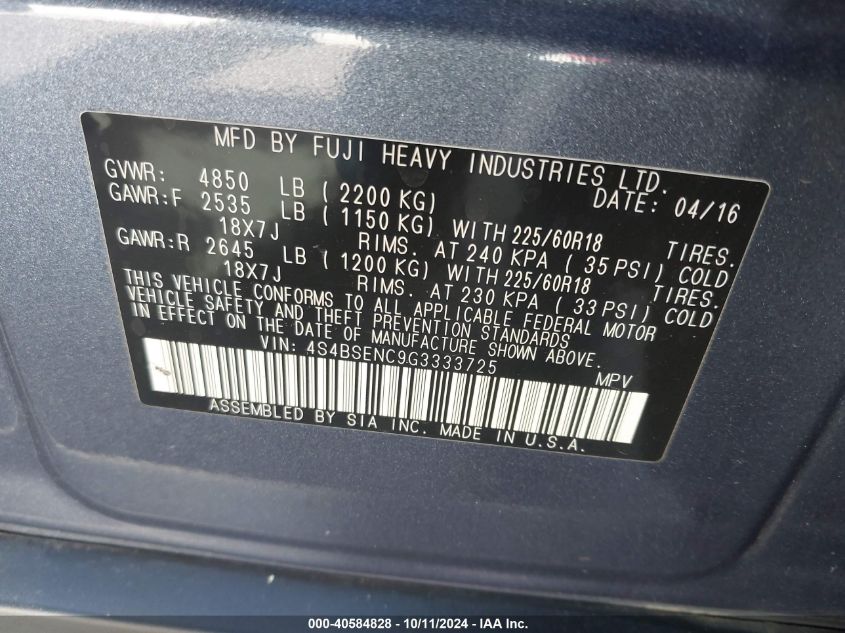 MFD BY FUJI HEAVY INDUSTRIES LTD.
GVWR: 4850 LB ( 2200 KG) DATE: 04/16
GAWR:F 2535 LB ( 1150 KG) WITH 225/60R18 TIRES.
18X7J RIMS. AT 240 KPA ( 35 PSI) COLD
GAWR:R 2645 LB ( 1200 KG) WITH 225/60R18 TIRES.
18X7J RIMS. AT 230 KPA ( 33 PSI) COLD
THIS VEHICLE CONFORMS TO ALL APPLICABLE FEDERAL MOTOR
VEHICLE SAFETY AND THEFT PREVENTION STANDARDS
IN EFFECT ON THE DATE OF MANUFACTURE SHOWN ABOVE.
VIN: 4S4BSENC9G3333725 MPV
ASSEMBLED BY SIA INC. MADE IN U.S.A.
000-40584828 - 10/11/2024 - IAA Inc.